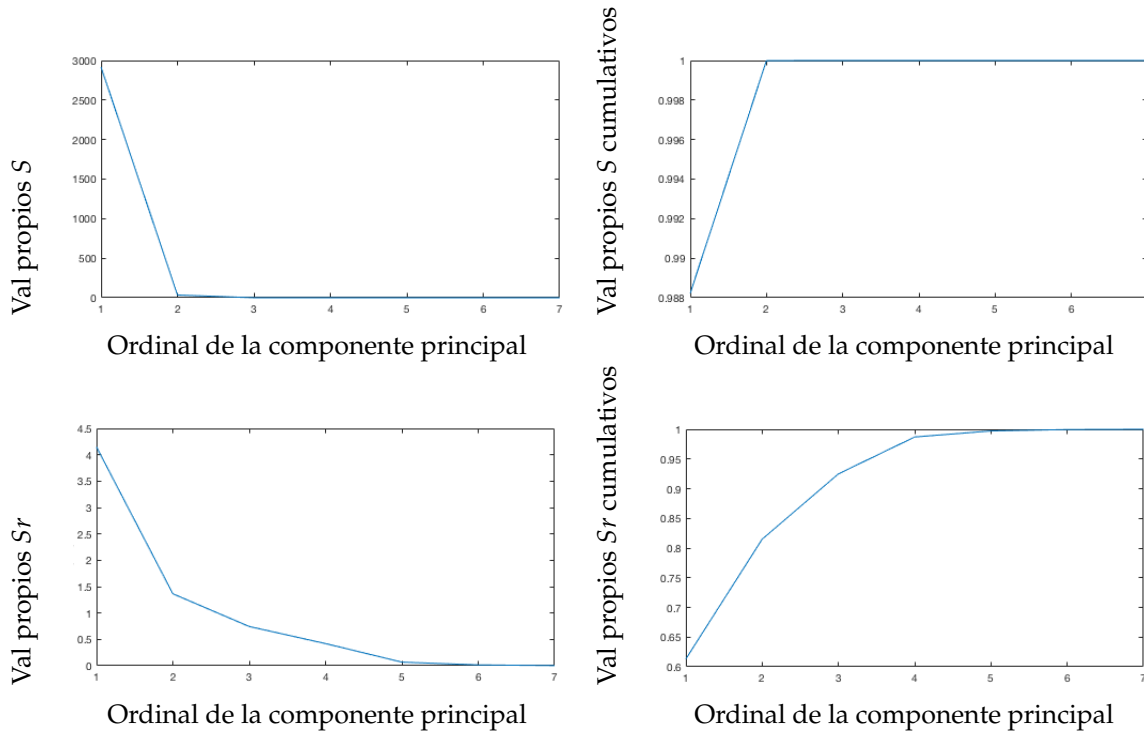 Val propios S
3000
2500
2000
1500
1000
500
0
1 2 3 4 5 6 7
Ordinal de la componente principal
Val propios S cumulativos
1
0.998
0.996
0.994
0.992
0.99
0.988
1 2 3 4 5 6
Ordinal de la componente principal
Val propios Sr
4.5
4
3.5
3
2.5
2
1.5
1
0.5
0
1 2 3 4 5 6 7
Ordinal de la componente principal
Val propios Sr cumulativos
1
0.95
0.9
0.85
0.8
0.75
0.7
0.65
0.6
1 2 3 4 5 6 7
Ordinal de la componente principal